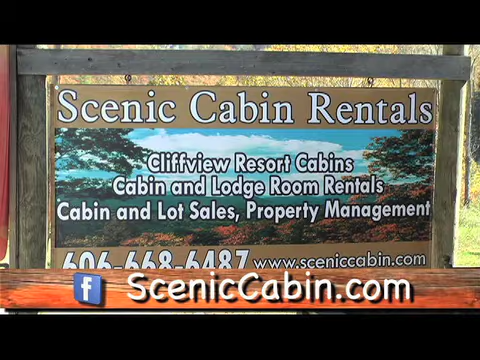 Scenic Cabin Rentals
Cliffview Resort Cabins
Cabin and Lodge Room Rentals
Cabin and Lot Sales, Property Management
606-668-6487 www.sceniccabin.com
f ScenicCabin.com